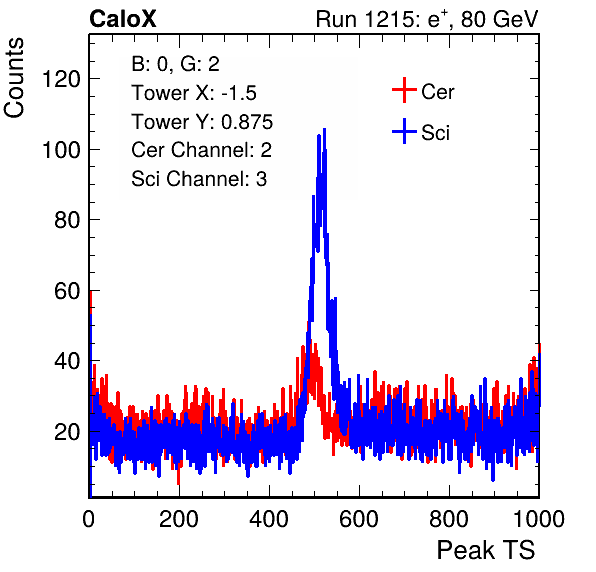 CaloX Run 1215: e⁺, 80 GeV
Counts
B: 0, G: 2
Tower X: -1.5
Tower Y: 0.875
Cer Channel: 2
Sci Channel: 3
Cer
Sci
120
100
80
60
40
20
0 200 400 600 800 1000
Peak TS